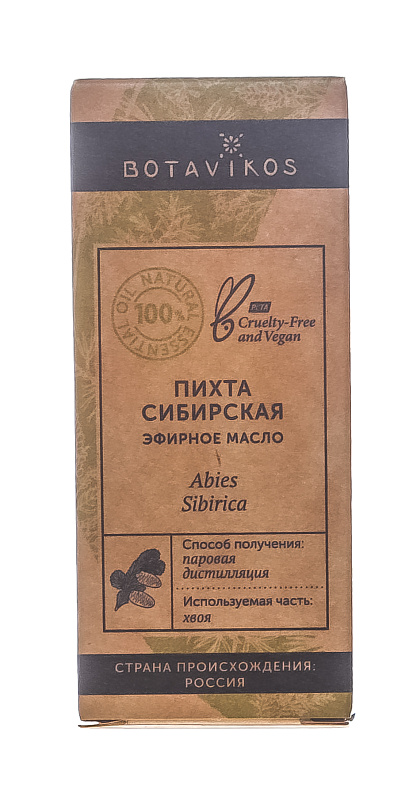 BOTAVIKOS
100% NATURAL ESSENTIAL OIL
PETA
Cruelty-Free
and Vegan
ПИХТА
СИБИРСКАЯ
ЭФИРНОЕ МАСЛО
Abies
Sibirica
Способ получения:
паровая
дистилляция
Используемая часть:
хвоя
СТРАНА ПРОИСХОЖДЕНИЯ:
РОССИЯ